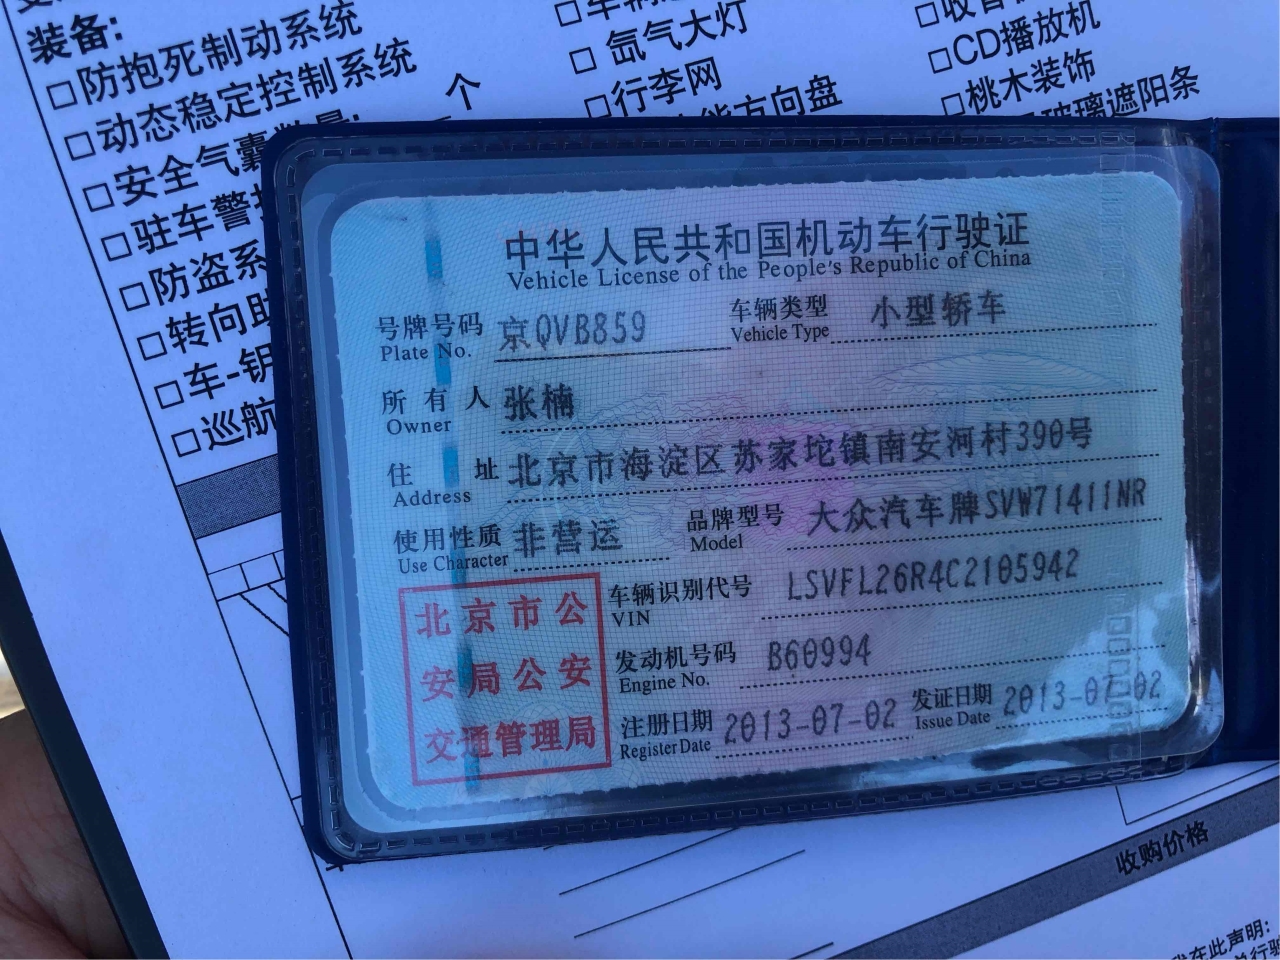 装备:
□防抱死制动系统
□动态稳定控制系统
□安全气囊数量: 个
□驻车警
□防盗系
□转向助
□车-钥
□巡航
□氙气大灯
□行李网
方向盘
□CD播放机
□桃木装饰
玻璃遮阳条
中华人民共和国机动车行驶证
Vehicle License of the People's Republic of China
号牌号码 京QVB859 车辆类型 小型轿车
Plate No. Vehicle Type
所有人 张楠
Owner
住址 北京市海淀区苏家坨镇南安河村390号
Address
使用性质 非营运 品牌型号 大众汽车牌SVW71411NR
Use Character Model
北京市公
安局公安
交通管理局
车辆识别代号 LSVFL26R4C2105942
VIN
发动机号码 B60994
Engine No.
注册日期 2013-07-02 发证日期 2013-07-02
Register Date Issue Date
收购价格
在此声明: